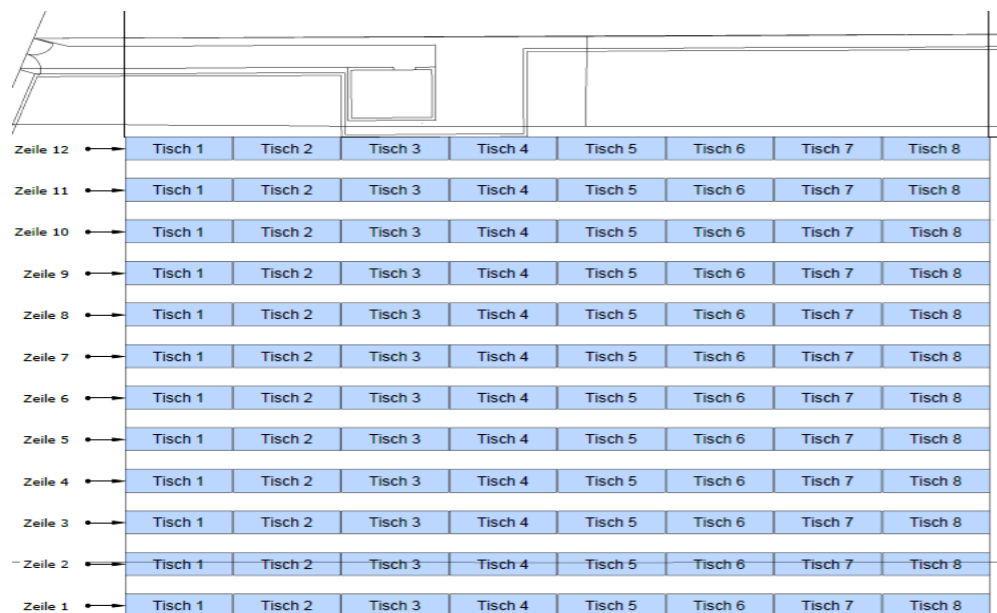 Zeile 12 Tisch 1 Tisch 2 Tisch 3 Tisch 4 Tisch 5 Tisch 6 Tisch 7 Tisch 8
Zeile 11 Tisch 1 Tisch 2 Tisch 3 Tisch 4 Tisch 5 Tisch 6 Tisch 7 Tisch 8
Zeile 10 Tisch 1 Tisch 2 Tisch 3 Tisch 4 Tisch 5 Tisch 6 Tisch 7 Tisch 8
Zeile 9 Tisch 1 Tisch 2 Tisch 3 Tisch 4 Tisch 5 Tisch 6 Tisch 7 Tisch 8
Zeile 8 Tisch 1 Tisch 2 Tisch 3 Tisch 4 Tisch 5 Tisch 6 Tisch 7 Tisch 8
Zeile 7 Tisch 1 Tisch 2 Tisch 3 Tisch 4 Tisch 5 Tisch 6 Tisch 7 Tisch 8
Zeile 6 Tisch 1 Tisch 2 Tisch 3 Tisch 4 Tisch 5 Tisch 6 Tisch 7 Tisch 8
Zeile 5 Tisch 1 Tisch 2 Tisch 3 Tisch 4 Tisch 5 Tisch 6 Tisch 7 Tisch 8
Zeile 4 Tisch 1 Tisch 2 Tisch 3 Tisch 4 Tisch 5 Tisch 6 Tisch 7 Tisch 8
Zeile 3 Tisch 1 Tisch 2 Tisch 3 Tisch 4 Tisch 5 Tisch 6 Tisch 7 Tisch 8
Zeile 2 Tisch 1 Tisch 2 Tisch 3 Tisch 4 Tisch 5 Tisch 6 Tisch 7 Tisch 8
Zeile 1 Tisch 1 Tisch 2 Tisch 3 Tisch 4 Tisch 5 Tisch 6 Tisch 7 Tisch 8